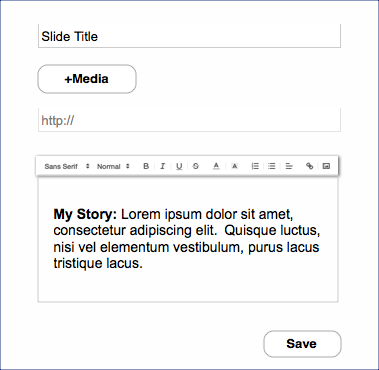 Slide Title
+Media
http://
Sans Serif Normal B I U S A A
My Story: Lorem ipsum dolor sit amet,
consectetur adipiscing elit.  Quisque luctus,
nisi vel elementum vestibulum, purus lacus
tristique lacus.
Save